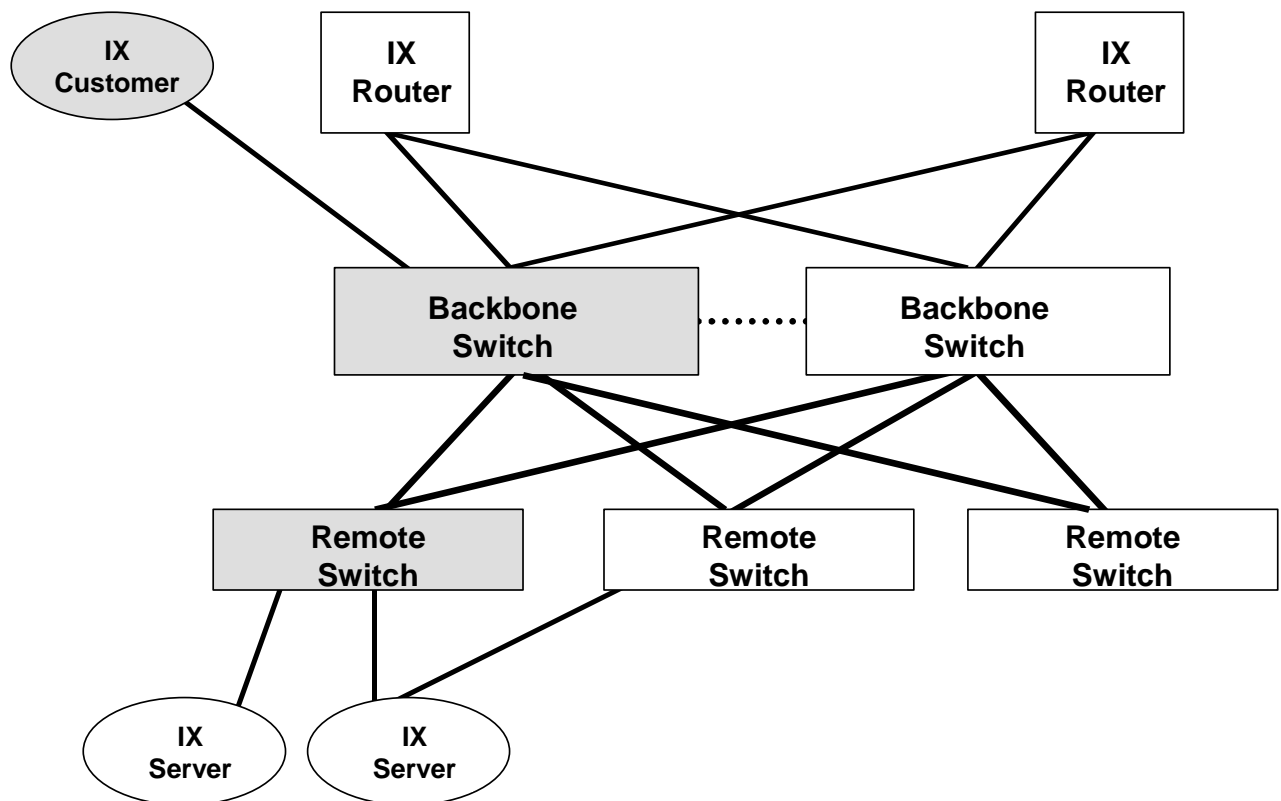 IX
Customer
IX
Router
IX
Router
Backbone
Switch
Backbone
Switch
Remote
Switch
Remote
Switch
Remote
Switch
IX
Server
IX
Server